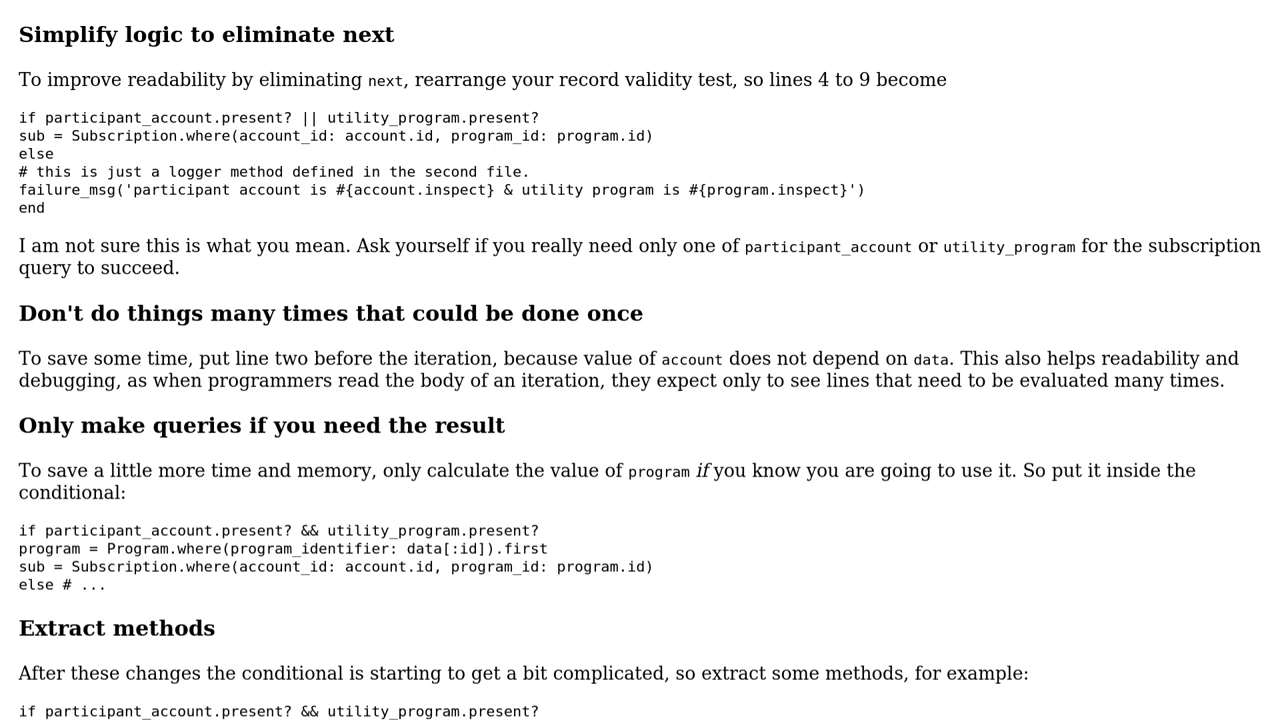 Simplify logic to eliminate next
To improve readability by eliminating next, rearrange your record validity test, so lines 4 to 9 become
if participant_account.present? || utility_program.present?
sub = Subscription.where(account_id: account.id, program_id: program.id)
else
# this is just a logger method defined in the second file.
failure_msg('participant account is #{account.inspect} & utility program is #{program.inspect}')
end
I am not sure this is what you mean. Ask yourself if you really need only one of participant_account or utility_program for the subscription
query to succeed.
Don't do things many times that could be done once
To save some time, put line two before the iteration, because value of account does not depend on data. This also helps readability and
debugging, as when programmers read the body of an iteration, they expect only to see lines that need to be evaluated many times.
Only make queries if you need the result
To save a little more time and memory, only calculate the value of program if you know you are going to use it. So put it inside the
conditional:
if participant_account.present? && utility_program.present?
program = Program.where(program_identifier: data[:id]).first
sub = Subscription.where(account_id: account.id, program_id: program.id)
else # ...
Extract methods
After these changes the conditional is starting to get a bit complicated, so extract some methods, for example:
if participant_account.present? && utility_program.present?